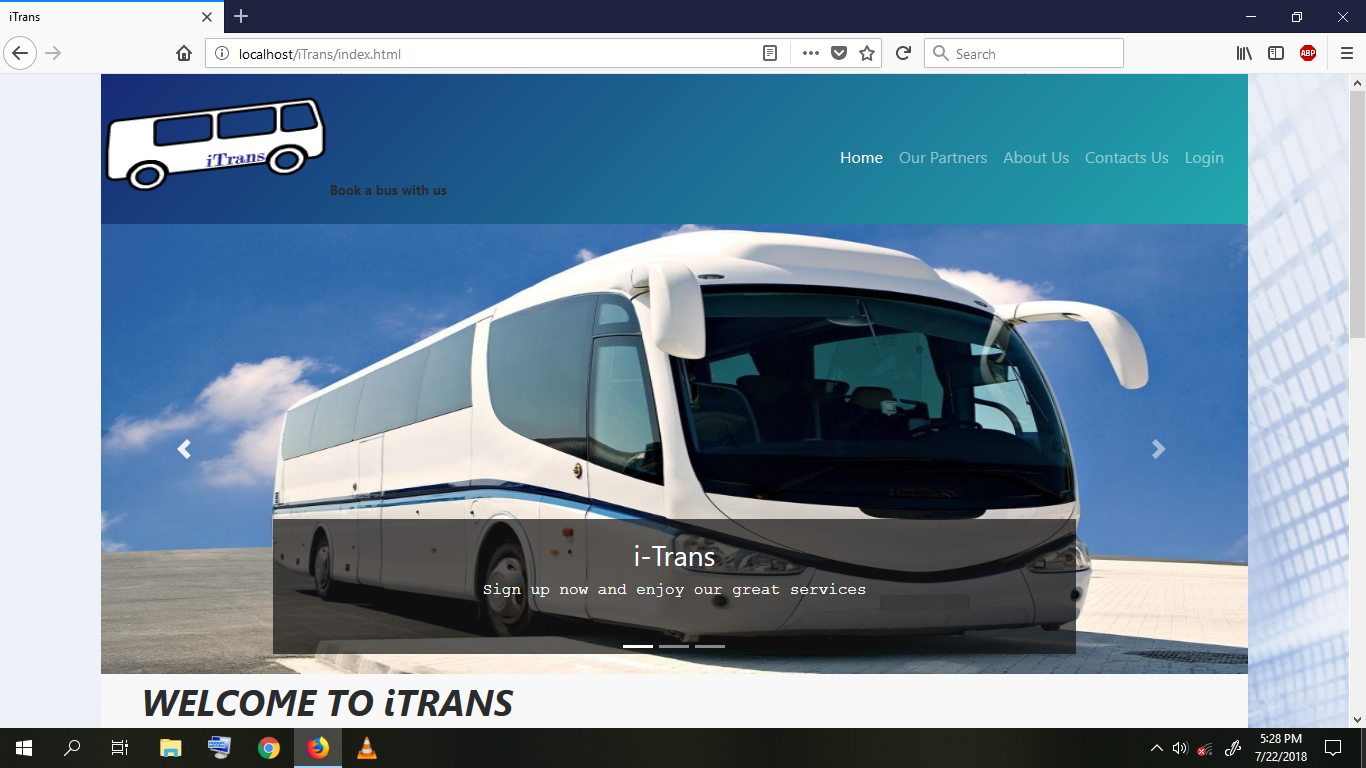 iTrans
localhost/iTrans/index.html
Search
ABP
iTrans
Book a bus with us
Home Our Partners About Us Contacts Us Login
i-Trans
Sign up now and enjoy our great services
WELCOME TO iTRANS
5:28 PM
7/22/2018